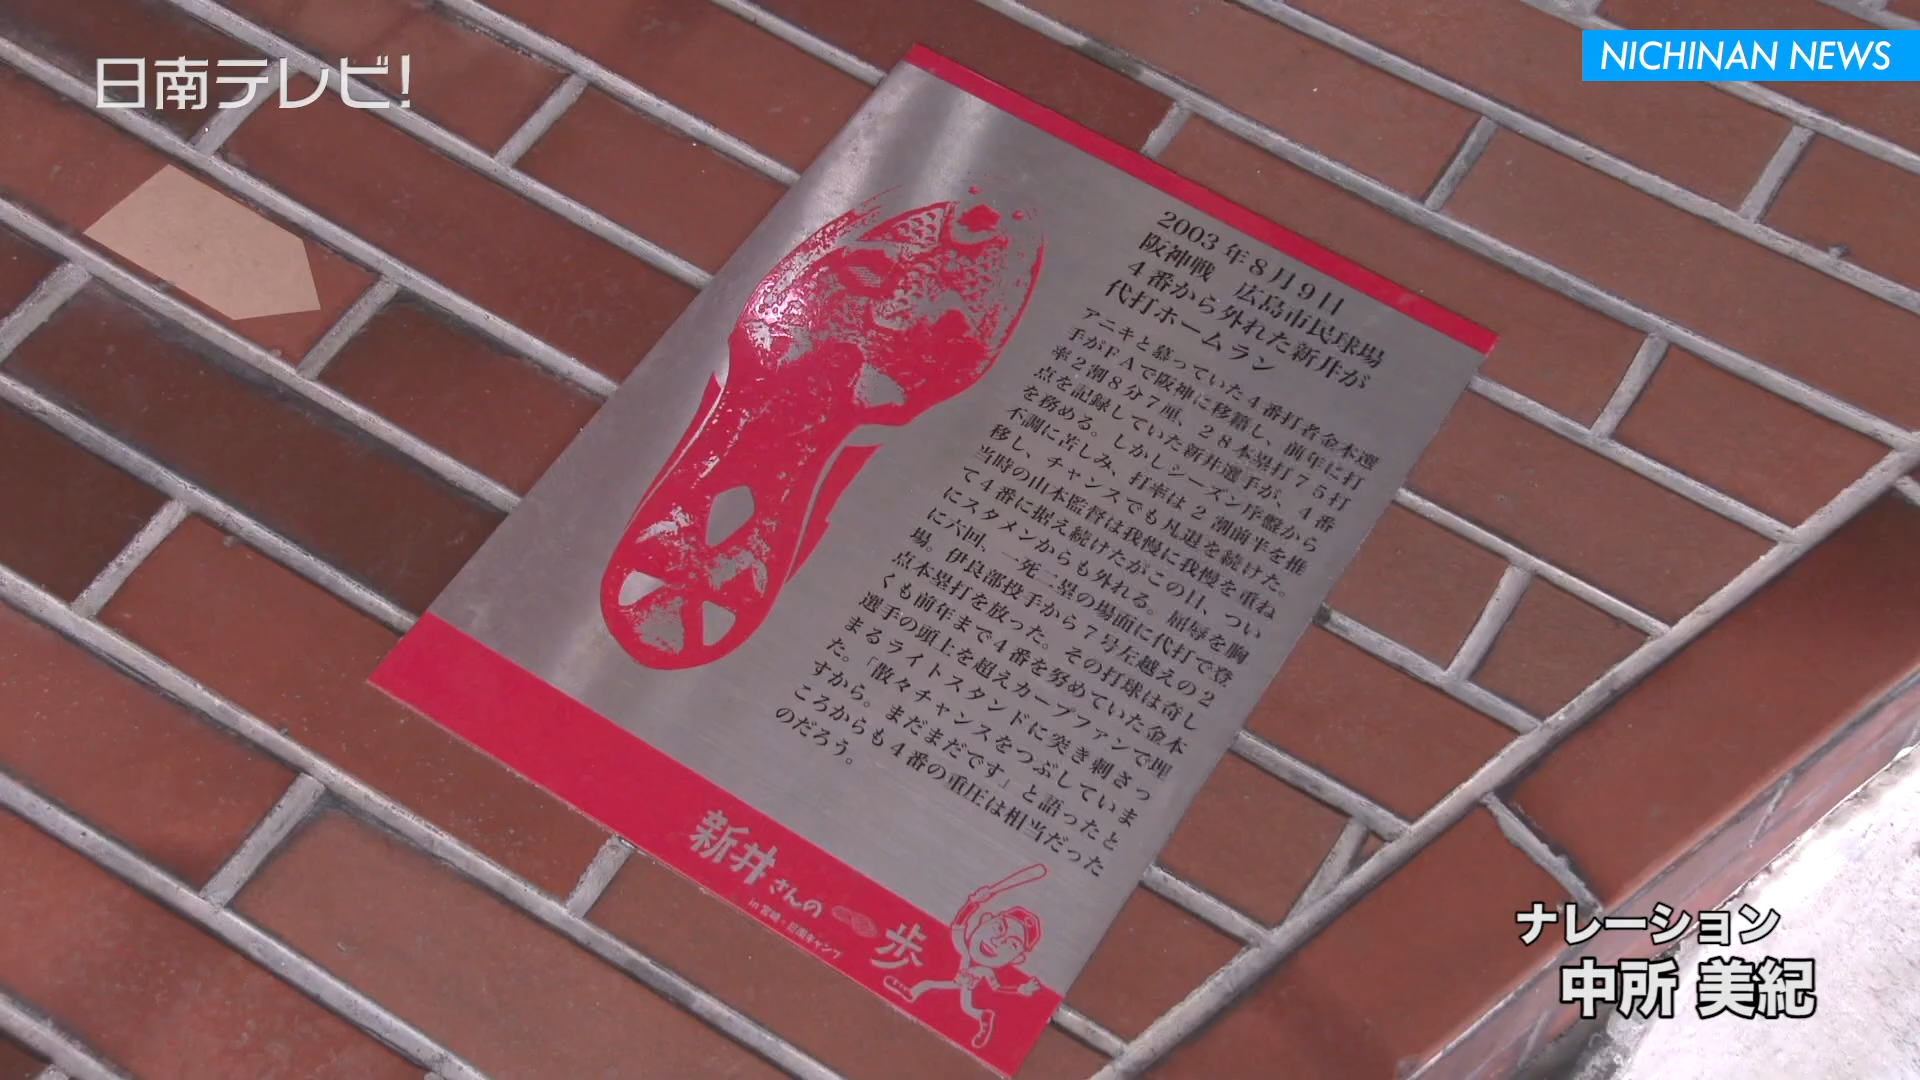 日南テレビ!
NICHINAN NEWS
2003年8月9日
阪神戦 広島市民球場
4番から外れた新井が
代打ホームラン
アニキと慕っていた4番打者金本選
手がFAで阪神に移籍し、前年に打
率2割8分7厘、28本塁打75打
点を記録していた新井選手が、4番
を務める。しかしシーズン序盤から
不調に苦しみ、打率は2割前半を推
移し、チャンスでも凡退を続けた。
当時の山本監督は我慢に我慢を重ね
て4番に据え続けたがこの日、つい
にスタメンからも外れる。屈辱を胸
に六回、一死二塁の場面に代打で登
場。伊良部投手から7号左越えの2
点本塁打を放った。その打球は奇し
くも前年まで4番を努めていた金本
選手の頭上を超えカープファンで埋
まるライトスタンドに突き刺さっ
た。「散々チャンスをつぶしていま
すから。まだまだです」と語ったと
ころからも4番の重圧は相当だった
のだろう。
新井さんの 歩
in 宮崎・日南キャンプ
ナレーション
中所 美紀